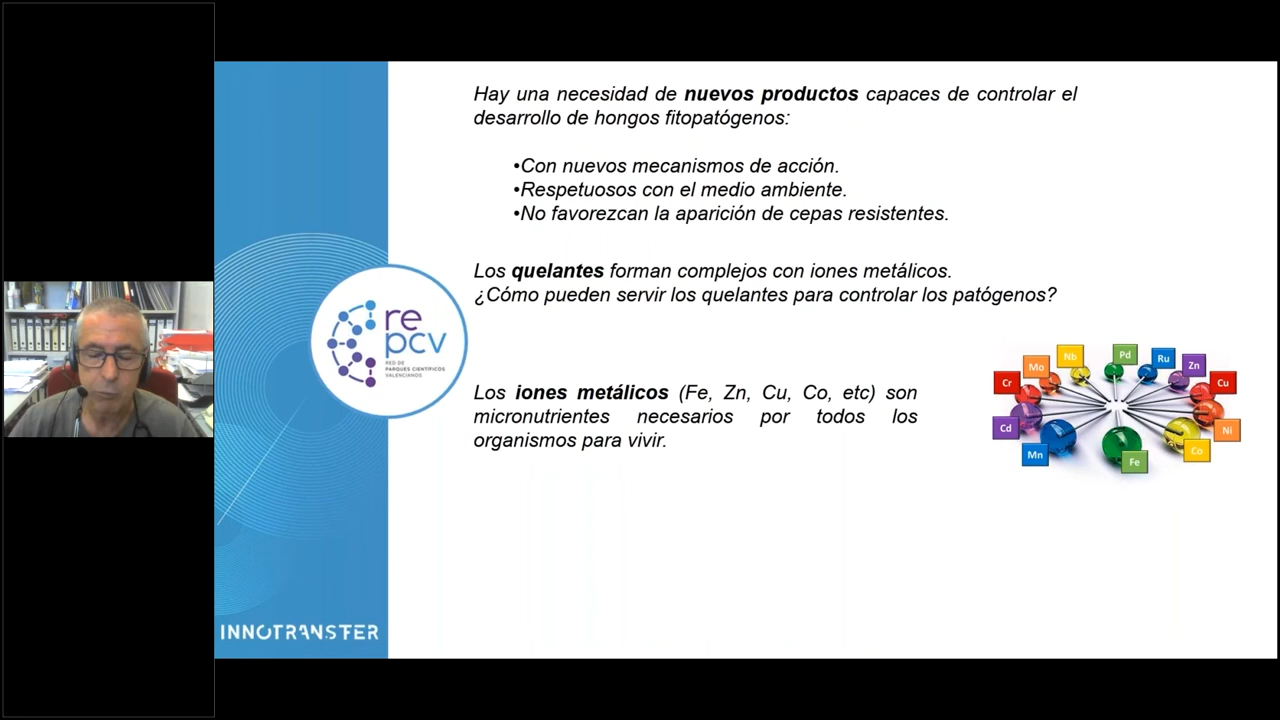 Hay una necesidad de nuevos productos capaces de controlar el
desarrollo de hongos fitopatógenos:
•Con nuevos mecanismos de acción.
•Respetuosos con el medio ambiente.
•No favorezcan la aparición de cepas resistentes.
Los quelantes forman complejos con iones metálicos.
¿Cómo pueden servir los quelantes para controlar los patógenos?
re
pcv
RED DE
PARQUES CIENTÍFICOS
VALENCIANOS
Los iones metálicos (Fe, Zn, Cu, Co, etc) son
micronutrientes necesarios por todos los
organismos para vivir.
Nb
Pd
Ru
Mo
Zn
Cr
Cu
Cd
Ni
Mn
Co
Fe
INNOTRANSFER